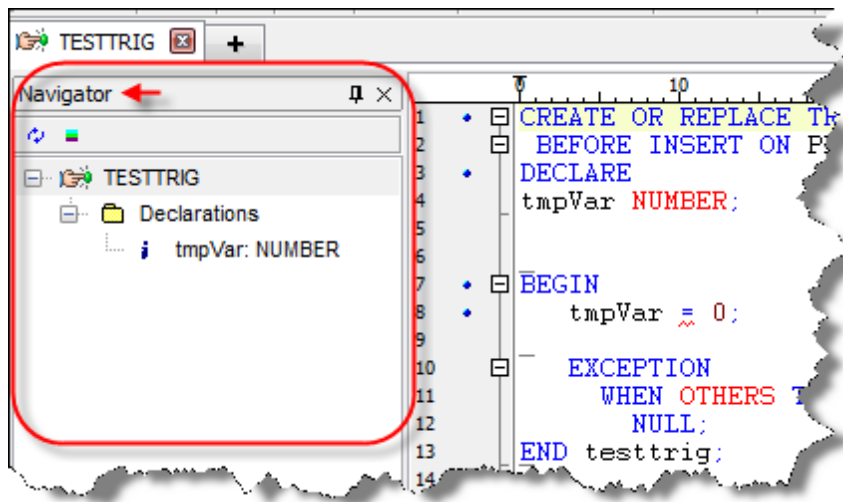 TESTTRIG
+
Navigator
0 10
TESTTRIG
Declarations
tmpVar: NUMBER
1 CREATE OR REPLACE
2 BEFORE INSERT ON
3 DECLARE
4 tmpVar NUMBER;
5
6
7 BEGIN
8 tmpVar = 0;
9
10 EXCEPTION
11 WHEN OTHERS
12 NULL;
13 END testtrig;
14